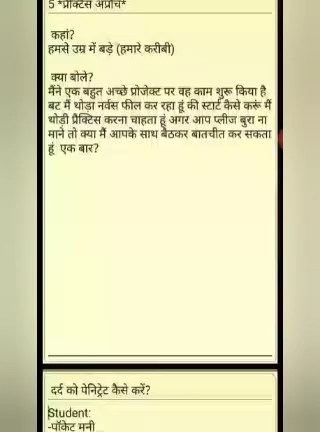 5 *प्रैक्टिस अप्रोच*
कहां?
हमसे उम्र में बड़े (हमारे करीबी)
क्या बोले?
मैंने एक बहुत अच्छे प्रोजेक्ट पर वह काम शुरू किया है
बट मैं थोड़ा नर्वस फील कर रहा हूं की स्टार्ट कैसे करूं मैं
थोड़ी प्रैक्टिस करना चाहता हूं अगर आप प्लीज बुरा ना
माने तो क्या मैं आपके साथ बैठकर बातचीत कर सकता
हूं एक बार?
दर्द को पेनिट्रेट कैसे करें?
Student:
-पॉकेट मनी